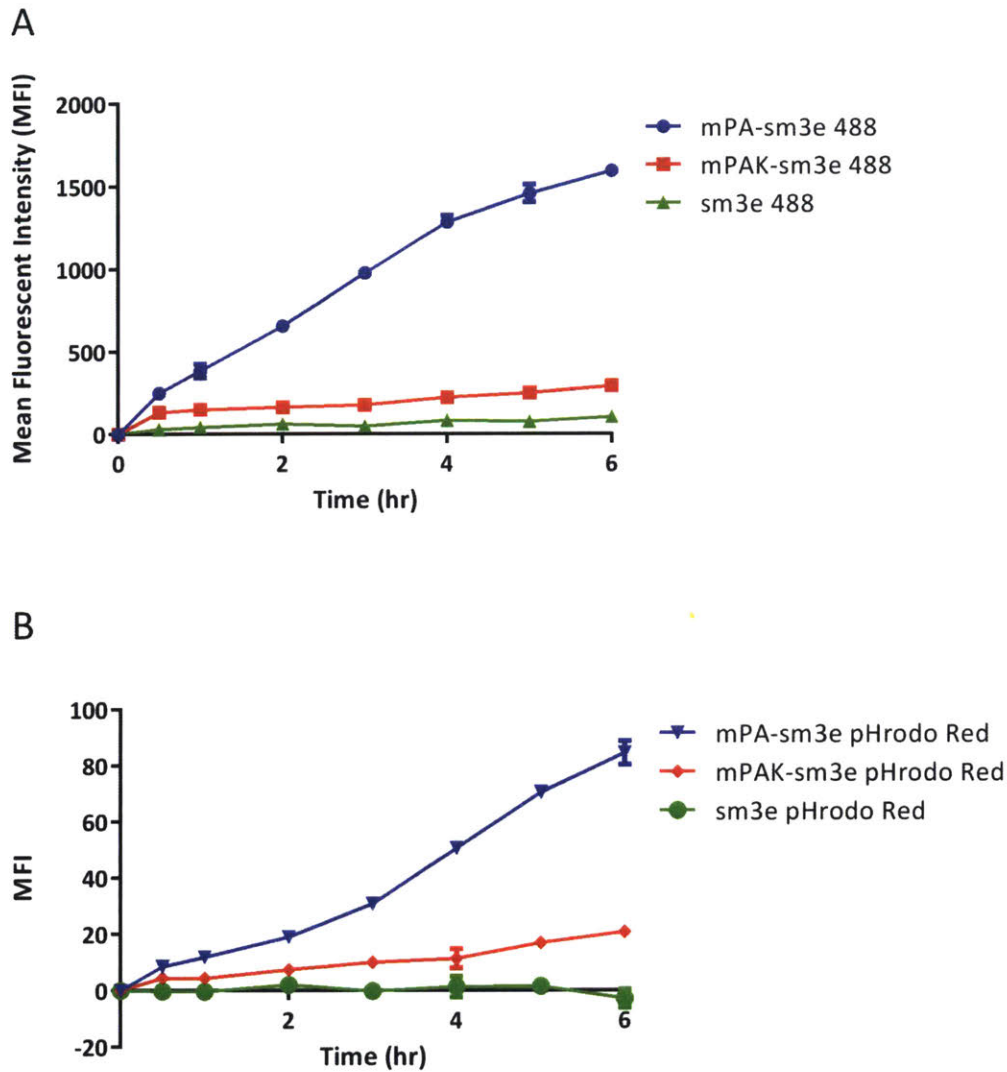 A
Mean Fluorescent Intensity (MFI)
2000
1500
1000
500
0
0 2 4 6
Time (hr)
mPA-sm3e 488
mPAK-sm3e 488
sm3e 488
B
MFI
100
80
60
40
20
0
-20
2 4 6
Time (hr)
mPA-sm3e pHrodo Red
mPAK-sm3e pHrodo Red
sm3e pHrodo Red